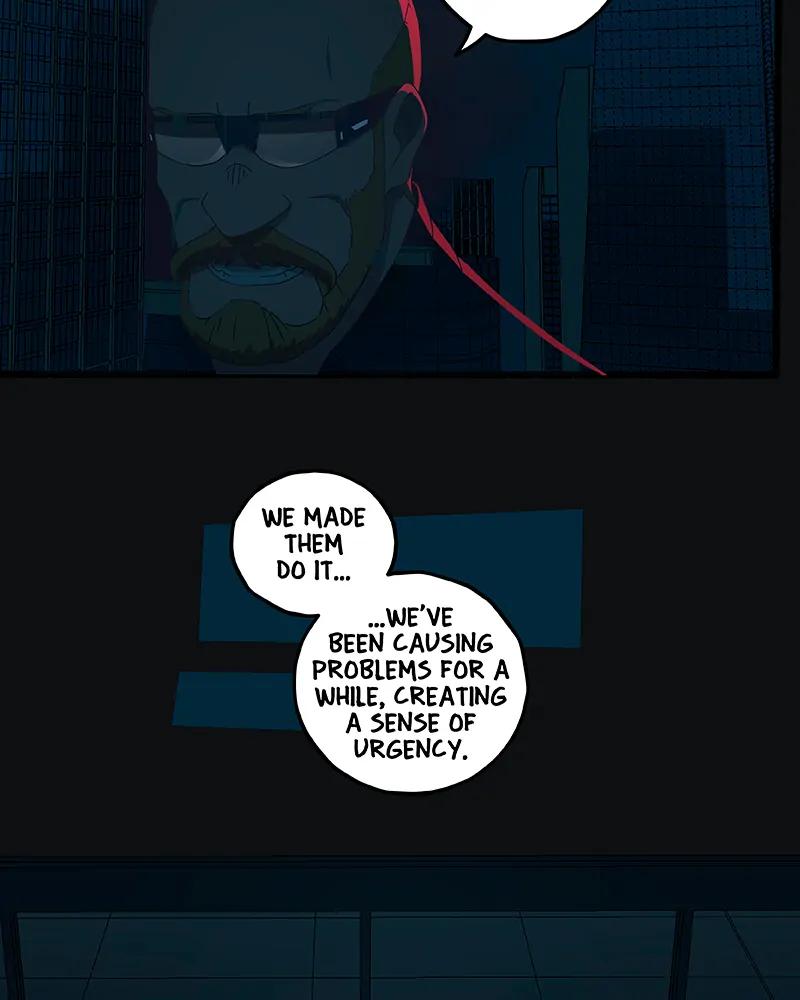 WE MADE
THEM
DO IT...
...WE'VE
BEEN CAUSING
PROBLEMS FOR A
WHILE, CREATING
A SENSE OF
URGENCY.